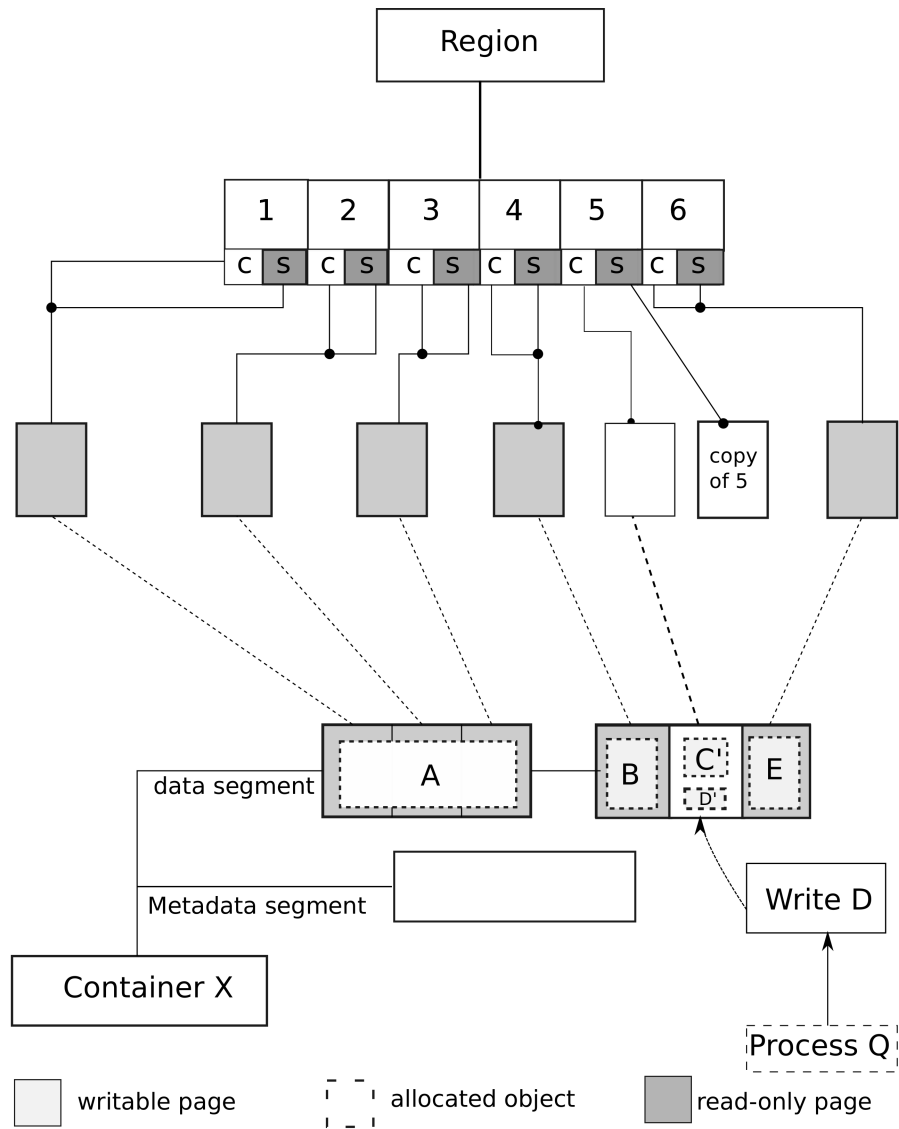 Region
1 2 3 4 5 6
c s c s c s c s c s c s
copy
of 5
A
B
C'
D'
E
data segment
Metadata segment
Write D
Container X
Process Q
writable page
allocated object
read-only page